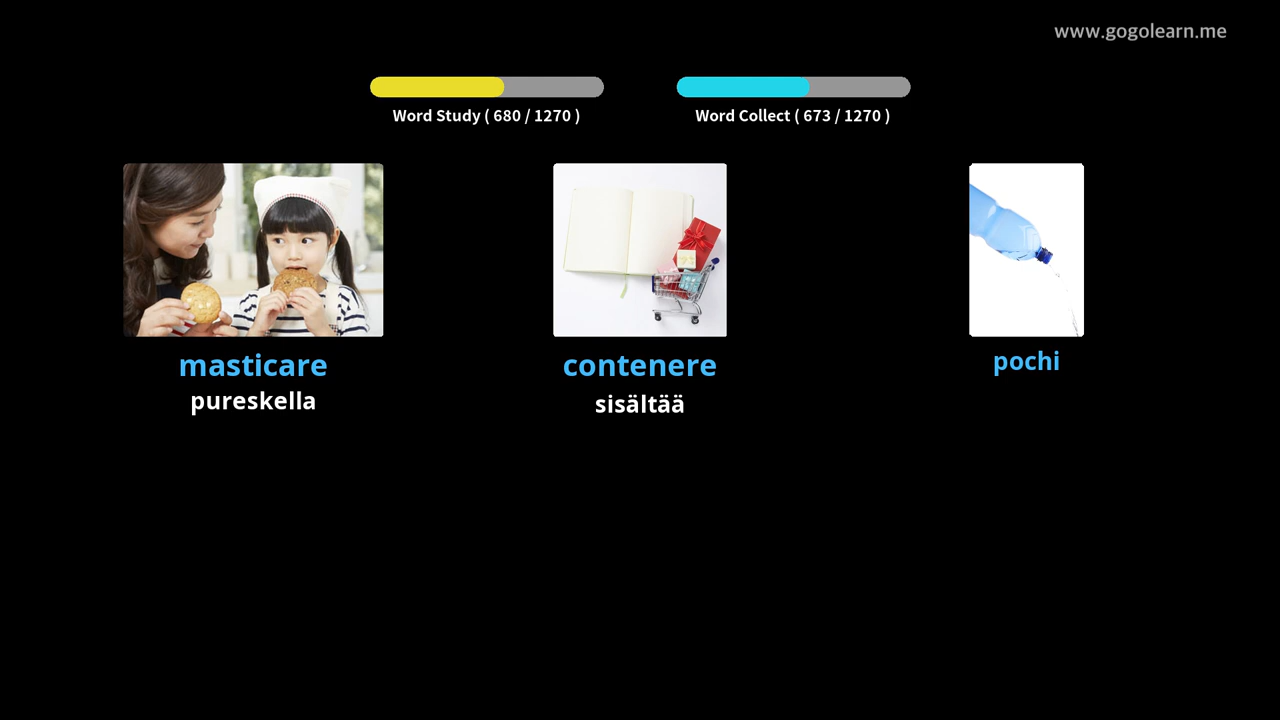 www.gogolearn.me
Word Study ( 680 / 1270 )
Word Collect ( 673 / 1270 )
masticare
pureskella
contenere
sisältää
pochi